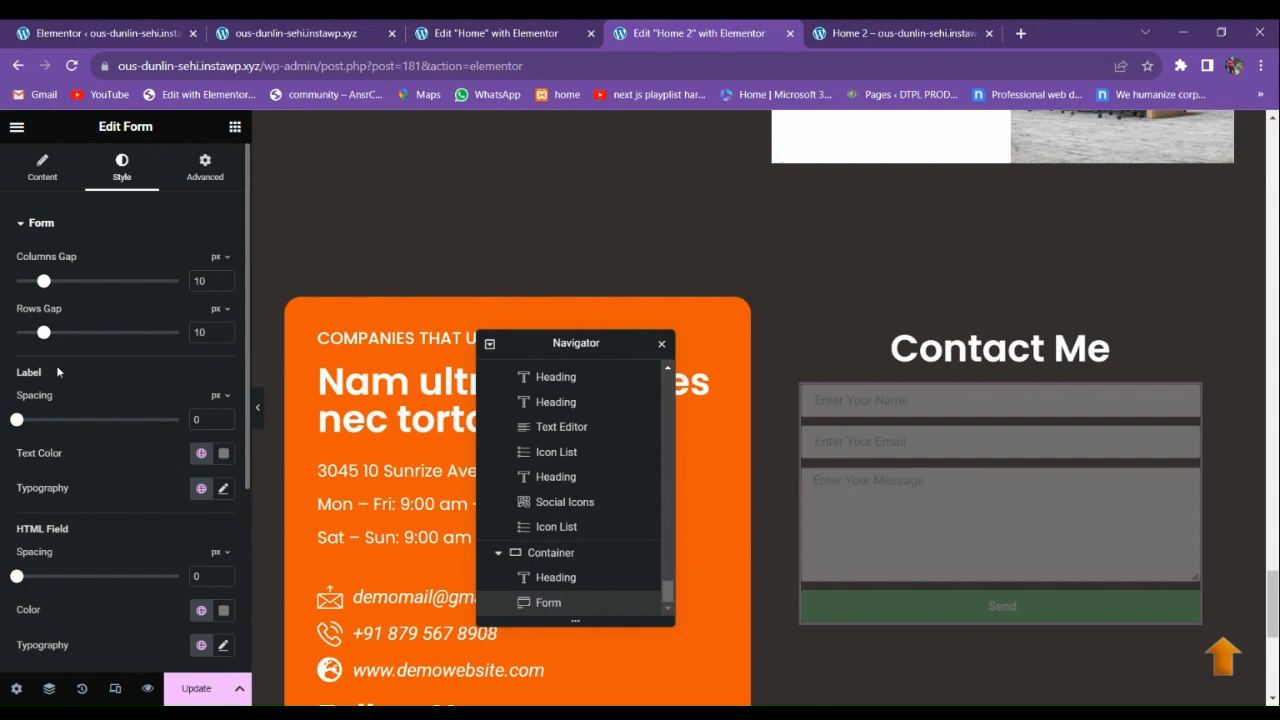 Elementor ‹ ous-dunlin-sehi.insta
ous-dunlin-sehi.instawp.xyz/
Edit "Home" with Elementor
Edit "Home 2" with Elementor
Home 2 – ous-dunlin-sehi.instaw
ous-dunlin-sehi.instawp.xyz/wp-admin/post.php?post=181&action=elementor
Gmail
YouTube
Edit with Elementor...
community – AnsrC...
Maps
WhatsApp
home
next js playplist har...
Home | Microsoft 3...
Pages ‹ DTPL PROD...
Professional web d...
We humanize corp...
»
Edit Form
Content
Style
Advanced
Form
Columns Gap
px
10
Rows Gap
px
10
Label
Spacing
px
0
Text Color
Typography
HTML Field
Spacing
px
0
Color
Typography
Update
COMPANIES THAT U
Nam ultr
es
nec torto
3045 10 Sunrize Ave
Mon – Fri: 9:00 am -
Sat – Sun: 9:00 am
demomail@gma
+91 879 567 8908
www.demowebsite.com
Navigator
Heading
Heading
Text Editor
Icon List
Heading
Social Icons
Icon List
Container
Heading
Form
Contact Me
Enter Your Name
Enter Your Email
Enter Your Message
Send